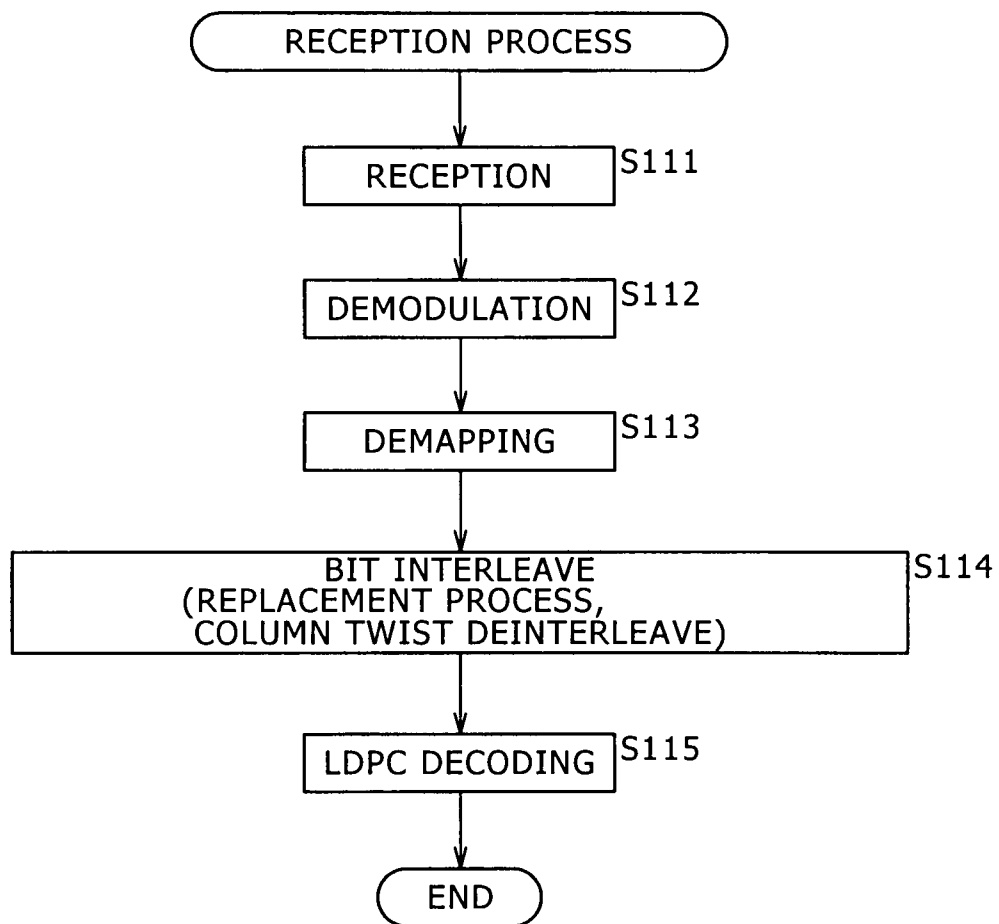 RECEPTION PROCESS
RECEPTION
S111
DEMODULATION
S112
DEMAPPING
S113
BIT INTERLEAVE
(REPLACEMENT PROCESS,
COLUMN TWIST DEINTERLEAVE)
S114
LDPC DECODING
S115
END